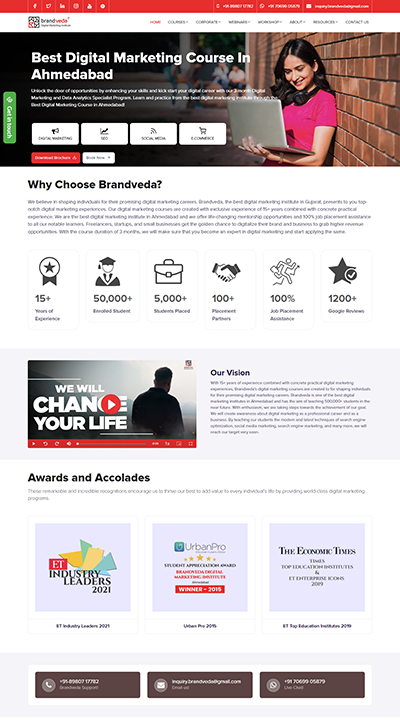 +91-89807 17782
+91 70699 05879
inquiry.brandveda@gmail.com
brandveda
Digital Marketing Institute
HOME
COURSES
CORPORATE
WEBINARS
WORKSHOP
ABOUT
RESOURCES
CONTACT US
Best Digital Marketing Course In
Ahmedabad
Unlock the door of opportunities by enhancing your skills and kick start your digital career with our 3 month Digital
Marketing and Data Analytics Specialist Program. Learn and practice from the best digital marketing institute through the
Best Digital Marketing Course in Ahmedabad!
Get in touch
DIGITAL MARKETING
SEO
SOCIAL MEDIA
E-COMMERCE
Download Brochure
Book Now
Why Choose Brandveda?
We believe in shaping individuals for their promising digital marketing careers. Brandveda, the best digital marketing institute in Gujarat, presents to you top-
notch digital marketing experiences. Our digital marketing courses are created with exclusive experience of 15+ years combined with concrete practical
experience. We are the best digital marketing institute in Ahmedabad and we offer life-changing mentorship opportunities and 100% job placement assistance
to all our notable learners. Freelancers, startups, and small businesses get the golden chance to digitalize their brand and business to grab higher revenue
opportunities. With the course duration of 3 months, we will make sure that you become an expert in digital marketing and start applying the same.
15+
Years of
Experience
50,000+
Enrolled Student
5,000+
Students Placed
100+
Placement
Partners
100%
Job Placement
Assistance
1200+
Google Reviews
WE WILL
CHANGE
YOUR LIFE
Our Vision
With 15+ years of experience combined with concrete practical digital marketing
experiences, Brandveda's digital marketing courses are created to be shaping individuals
for their promising digital marketing careers. Brandveda is one of the best digital
marketing institutes in Ahmedabad and has the aim of teaching 500,000+ students in the
near future. With enthusiasm, we are taking steps towards the achievement of our goal.
We will create awareness about digital marketing as a professional career and as a
business. By teaching our students the modern and latest techniques of search engine
optimization, social media marketing, search engine marketing, and many more, we will
reach our target very soon.
Awards and Accolades
These remarkable and incredible recognitions encourage us to thrive our best to add value to every individual's life by providing world-class digital marketing
programs.
ET
INDUSTRY
LEADERS
2021
ET Industry Leaders 2021
UrbanPro
STUDENT APPRECIATION AWARD
BRANDVEDA DIGITAL
MARKETING INSTITUTE
WINNER - 2015
Urban Pro 2015
THE ECONOMIC TIMES
TIMES
TOP EDUCATION INSTITUTES
& ET ENTERPRISE ICONS
2019
ET Top Education Institutes 2019
+91-89807 17782
Brandveda Support!
inquiry.brandveda@gmail.com
Email us!
+91 70699 05879
Live Chat!